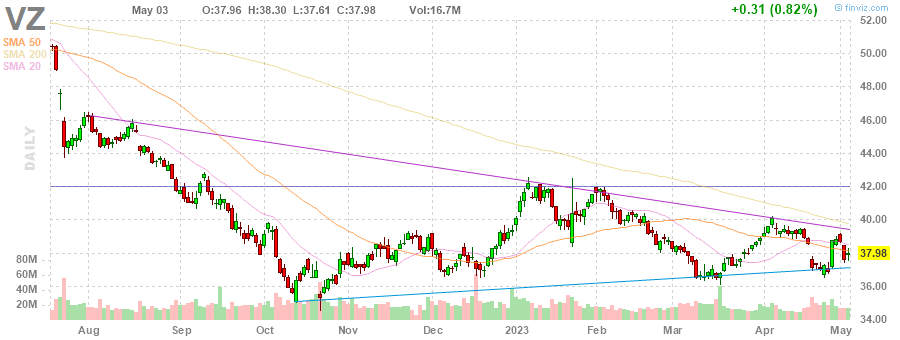 VZ May 03 O:37.96 H:38.30 L:37.61 C:37.98 Vol:16.7M +0.31 (0.82%) © finviz.com
SMA 50
SMA 200
SMA 20
DAILY
52.00
50.00
48.00
46.00
44.00
42.00
40.00
37.98
36.00
34.00
80M
60M
40M
20M
Aug Sep Oct Nov Dec 2023 Feb Mar Apr May